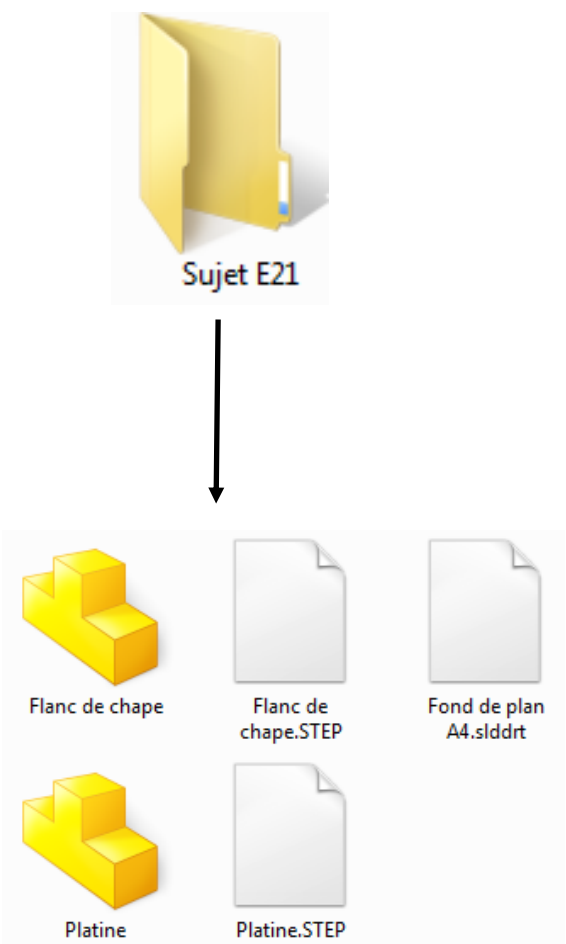 Sujet E21
Flanc de chape
Flanc de
chape.STEP
Fond de plan
A4.slddrt
Platine
Platine.STEP